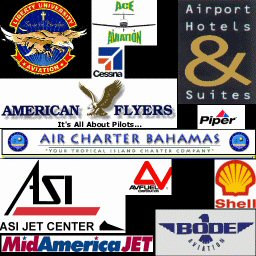 LIBERTY UNIVERSITY
AVIATION
ACE
AVIATION
Cessna
Airport
Hotels
&
Suites
AMERICAN FLYERS
It's All About Pilots...
Piper
AIR CHARTER BAHAMAS
"YOUR TROPICAL ISLAND CHARTER COMPANY"
ASI
ASI JET CENTER
AVFUEL
Shell
BODE
AVIATION
MidAmericaJET